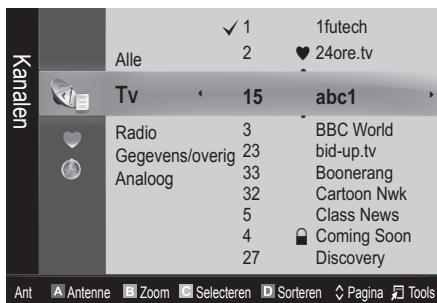 Kanalen
✓ 1 1futech
Alle 2 ♥ 24ore.tv
Tv 15 abc1
Radio 3 BBC World
Gegevens/overig 23 bid-up.tv
Analoog 33 Boonerang
32 Cartoon Nwk
5 Class News
4 Coming Soon
27 Discovery
Ant A Antenne B Zoom C Selecteren D Sorteren Pagina Tools